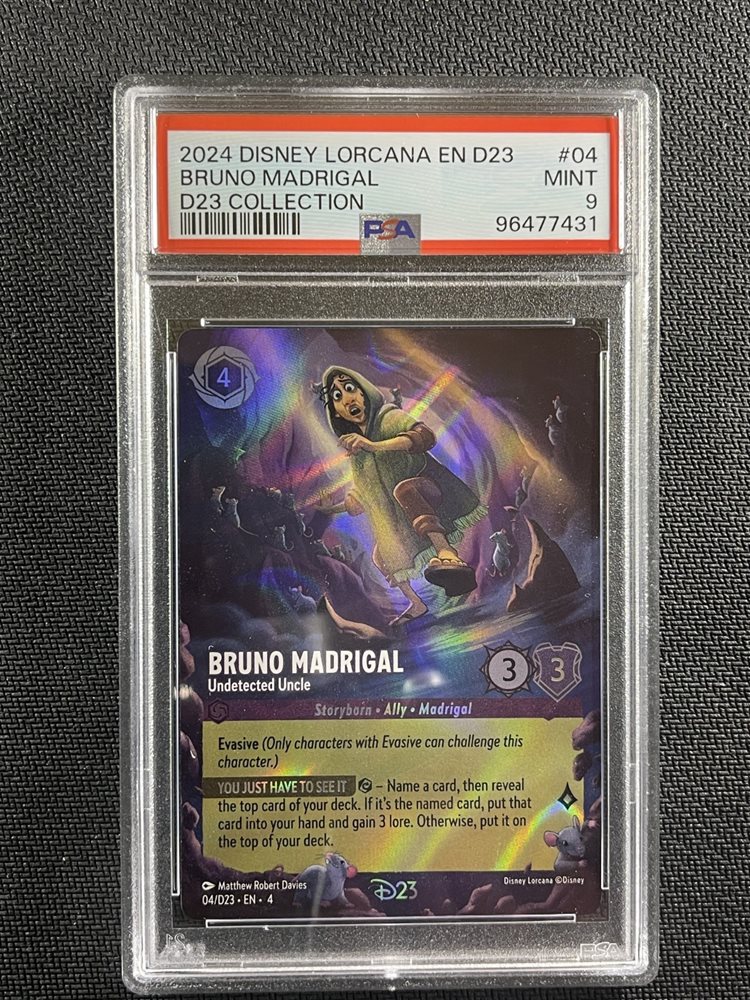 2024 DISNEY LORCANA EN D23 #04
BRUNO MADRIGAL MINT
D23 COLLECTION 9
PSA 96477431
4
BRUNO MADRIGAL
Undetected Uncle
3 3
Storyborn • Ally • Madrigal
Evasive (Only characters with Evasive can challenge this
character.)
YOU JUST HAVE TO SEE IT – Name a card, then reveal
the top card of your deck. If it's the named card, put that
card into your hand and gain 3 lore. Otherwise, put it on
the top of your deck.
Matthew Robert Davies
Disney Lorcana ©Disney
04/D23 • EN • 4
D23